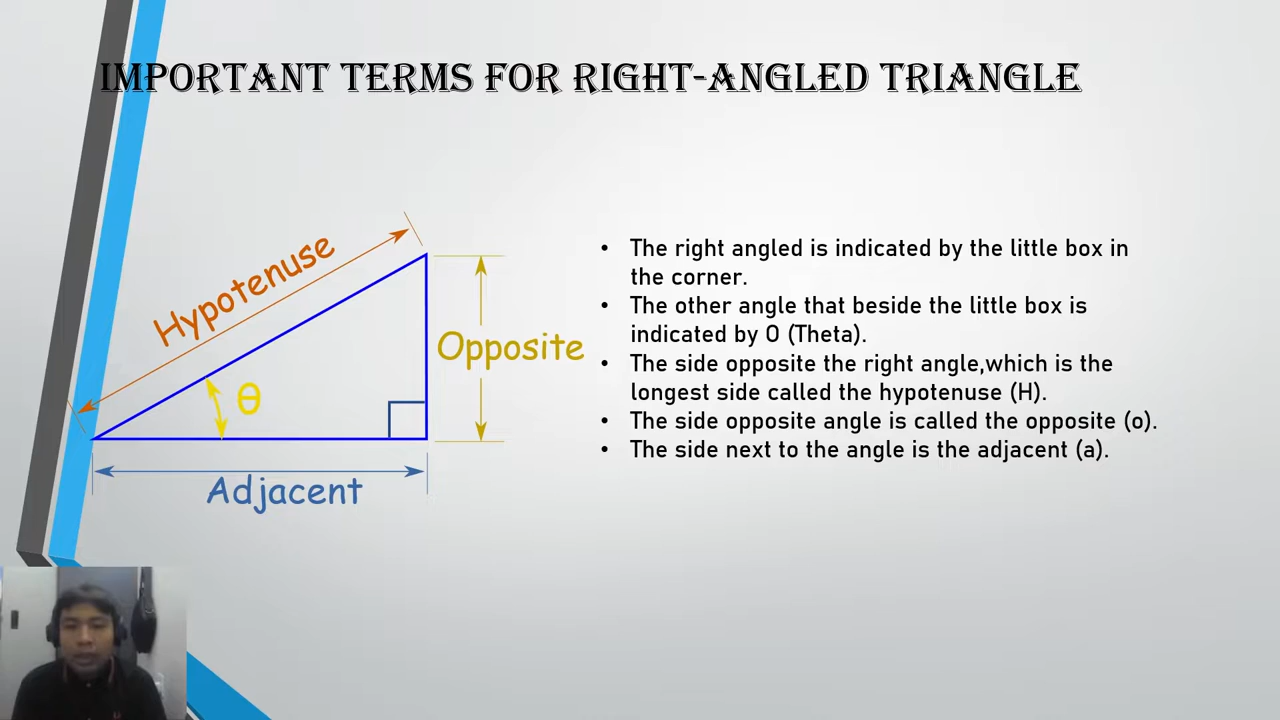 IMPORTANT TERMS FOR RIGHT-ANGLED TRIANGLE
Hypotenuse
θ
Opposite
Adjacent
• The right angled is indicated by the little box in
the corner.
• The other angle that beside the little box is
indicated by O (Theta).
• The side opposite the right angle,which is the
longest side called the hypotenuse (H).
• The side opposite angle is called the opposite (o).
• The side next to the angle is the adjacent (a).